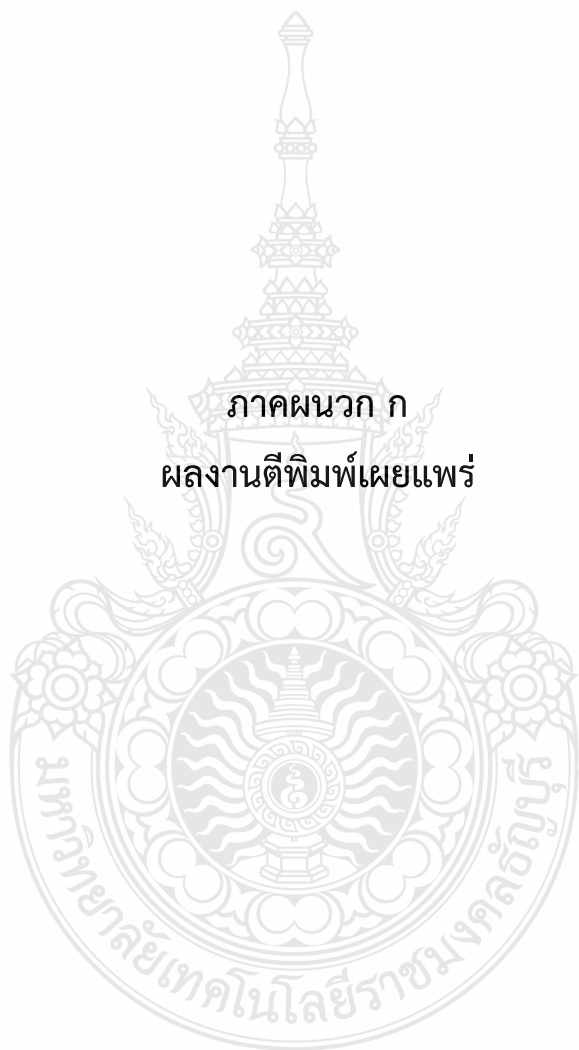 ภาคผนวก ก
ผลงานตีพิมพ์เผยแพร่
มหาวิทยาลัยเทคโนโลยีราชมงคลธัญบุรี